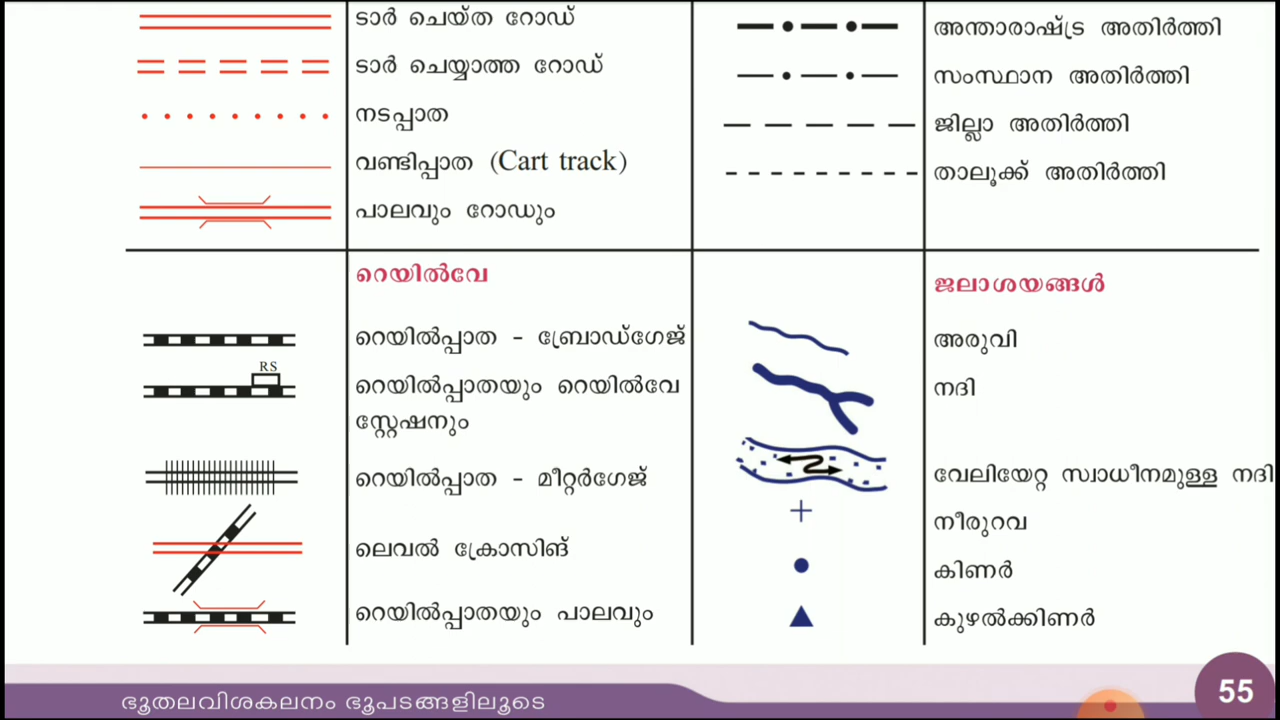 ടാർ ചെയ്ത റോഡ്
ടാർ ചെയ്യാത്ത റോഡ്
നടപ്പാത
വണ്ടിപ്പാത (Cart track)
പാലവും റോഡും
അന്താരാഷ്ട്ര അതിർത്തി
സംസ്ഥാന അതിർത്തി
ജില്ലാ അതിർത്തി
താലൂക്ക് അതിർത്തി
റെയിൽവേ
റെയിൽപ്പാത - ബ്രോഡ്ഗേജ്
RS
റെയിൽപ്പാതയും റെയിൽവേ
സ്റ്റേഷനും
റെയിൽപ്പാത - മീറ്റർഗേജ്
ലെവൽ ക്രോസിങ്
റെയിൽപ്പാതയും പാലവും
ജലാശയങ്ങൾ
അരുവി
നദി
വേലിയേറ്റ സ്വാധീനമുള്ള നദി
നീരുറവ
കിണർ
കുഴൽക്കിണർ
ഭൂതലവിശകലനം ഭൂപടങ്ങളിലൂടെ
55